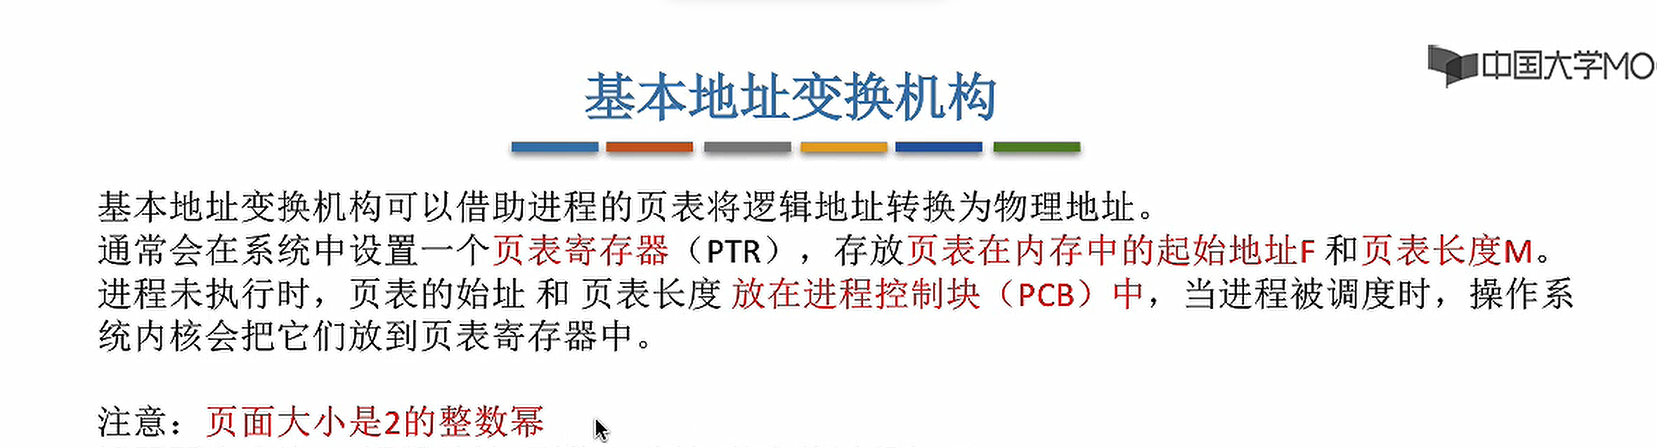 中国大学MO
基本地址变换机构
基本地址变换机构可以借助进程的页表将逻辑地址转换为物理地址。
通常会在系统中设置一个页表寄存器（PTR），存放页表在内存中的起始地址F 和页表长度M。
进程未执行时，页表的始址 和 页表长度 放在进程控制块（PCB）中，当进程被调度时，操作系
统内核会把它们放到页表寄存器中。
注意：页面大小是2的整数幂